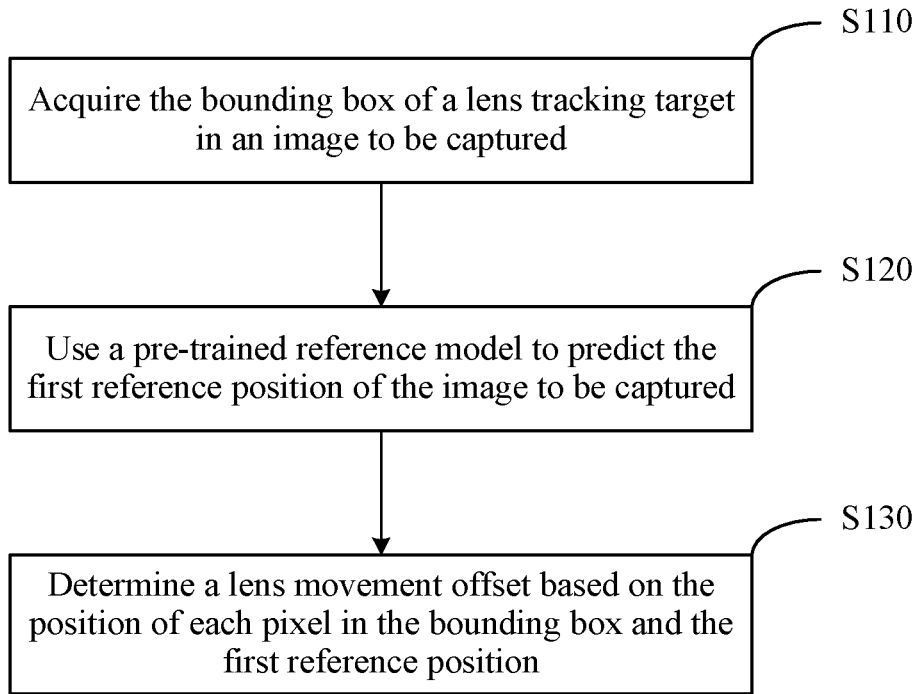 S110
Acquire the bounding box of a lens tracking target
in an image to be captured
S120
Use a pre-trained reference model to predict the
first reference position of the image to be captured
S130
Determine a lens movement offset based on the
position of each pixel in the bounding box and the
first reference position